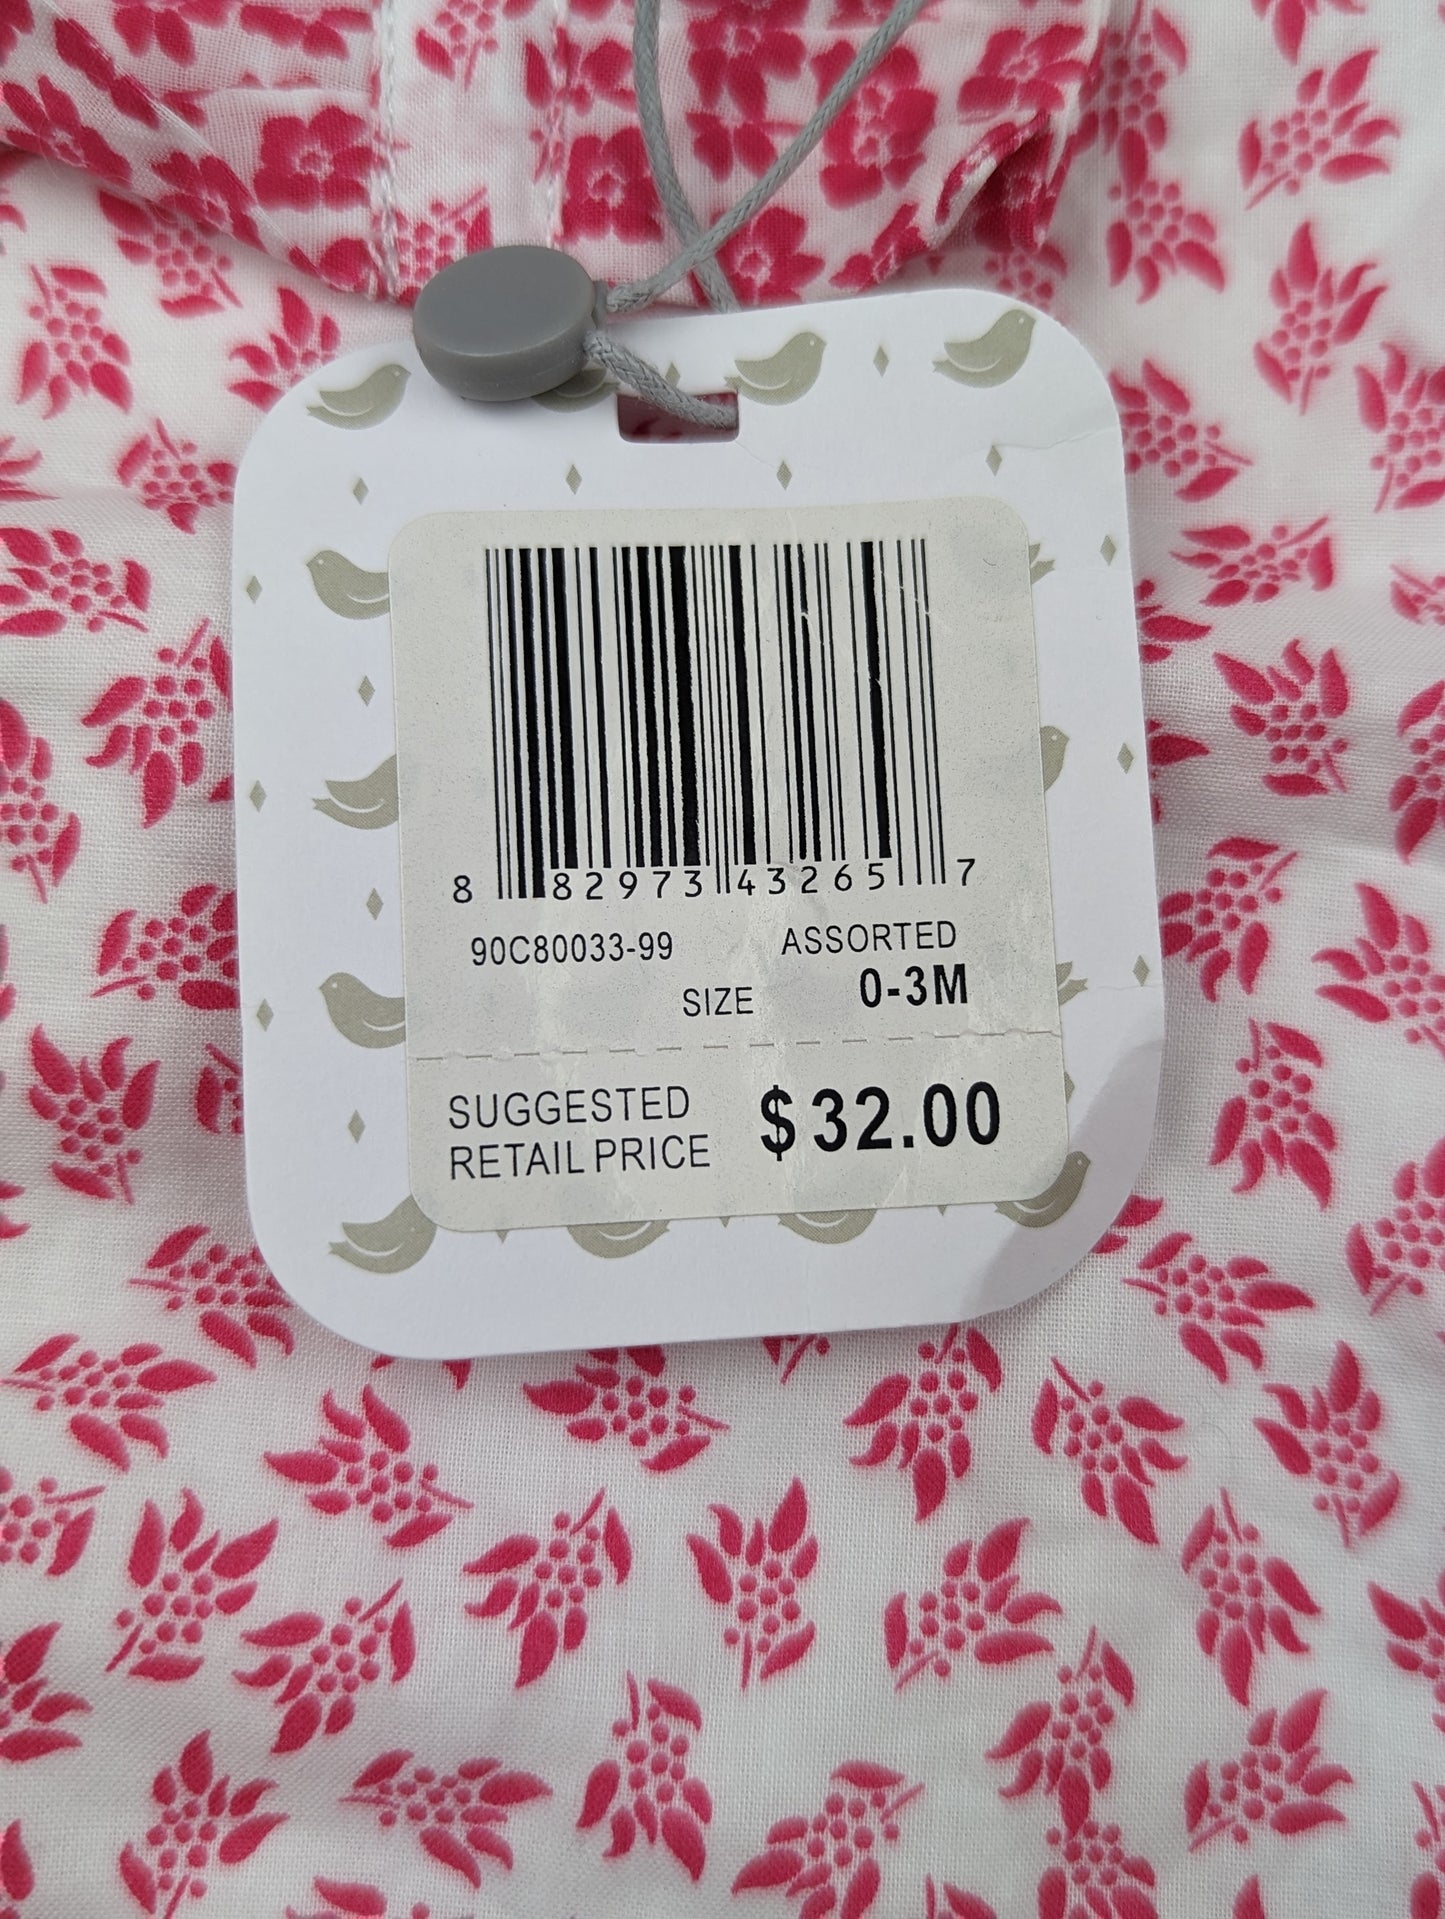 8 82973 43265 7
90C80033-99 ASSORTED
SIZE 0-3M
SUGGESTED
RETAIL PRICE $32.00